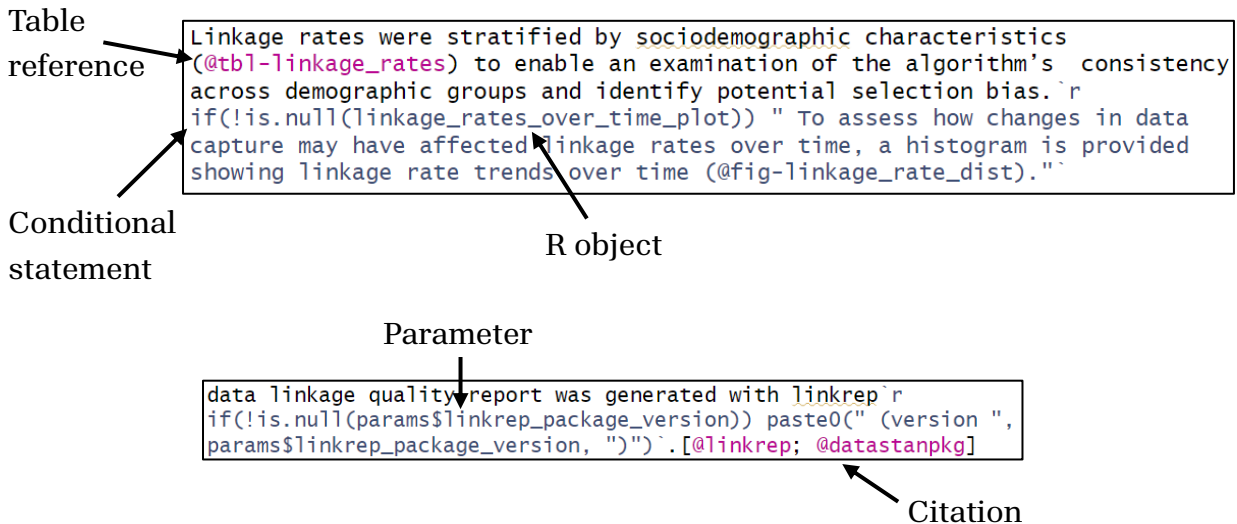 Table
reference
Linkage rates were stratified by sociodemographic characteristics
(@tbl-linkage_rates) to enable an examination of the algorithm's  consistency
across demographic groups and identify potential selection bias.`r
if(!is.null(linkage_rates_over_time_plot)) " To assess how changes in data
capture may have affected linkage rates over time, a histogram is provided
showing linkage rate trends over time (@fig-linkage_rate_dist)."`
Conditional
statement
R object
Parameter
data linkage quality report was generated with linkrep`r
if(!is.null(params$linkrep_package_version)) paste0(" (version ",
params$linkrep_package_version, ")")`.[@linkrep; @datastanpkg]
Citation